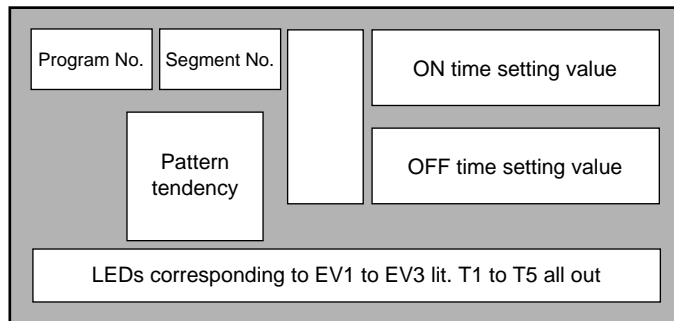 Program No.
Segment No.
ON time setting value
Pattern
tendency
OFF time setting value
LEDs corresponding to EV1 to EV3 lit. T1 to T5 all out